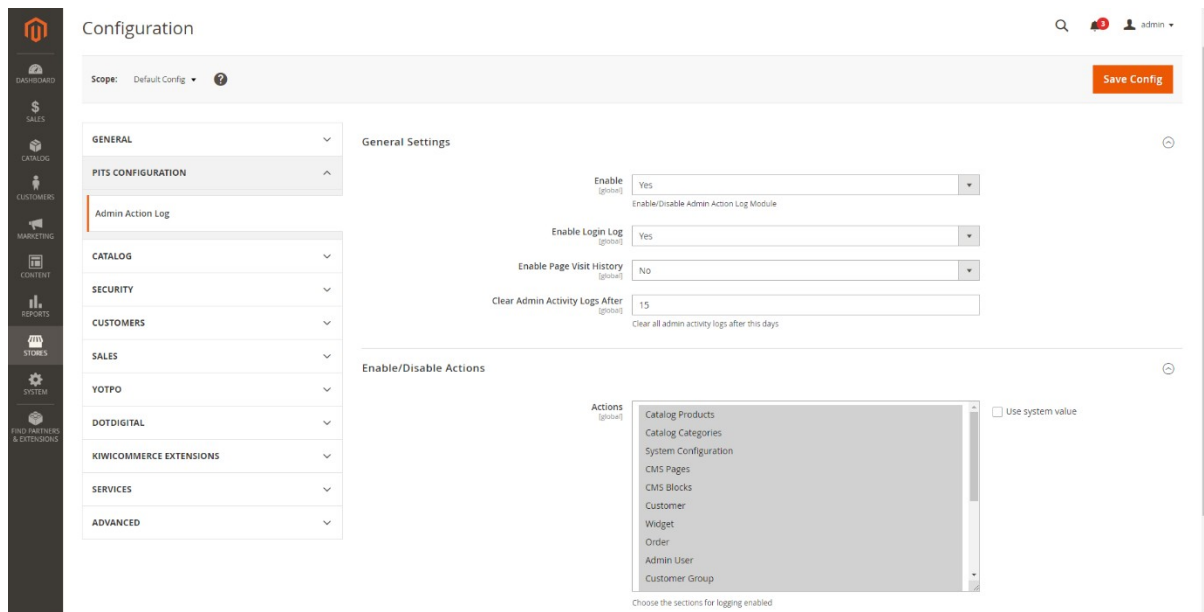 Configuration
3
admin
DASHBOARD
SALES
CATALOG
CUSTOMERS
MARKETING
CONTENT
REPORTS
STORES
SYSTEM
FIND PARTNERS
& EXTENSIONS
Scope: Default Config ?
Save Config
GENERAL
PITS CONFIGURATION
Admin Action Log
CATALOG
SECURITY
CUSTOMERS
SALES
YOTPO
DOTDIGITAL
KIWICOMMERCE EXTENSIONS
SERVICES
ADVANCED
General Settings
Enable
[global]
Yes
Enable/Disable Admin Action Log Module
Enable Login Log
[global]
Yes
Enable Page Visit History
[global]
No
Clear Admin Activity Logs After
[global]
15
Clear all admin activity logs after this days
Enable/Disable Actions
Actions
[global]
Catalog Products
Catalog Categories
System Configuration
CMS Pages
CMS Blocks
Customer
Widget
Order
Admin User
Customer Group
Use system value
Choose the sections for logging enabled